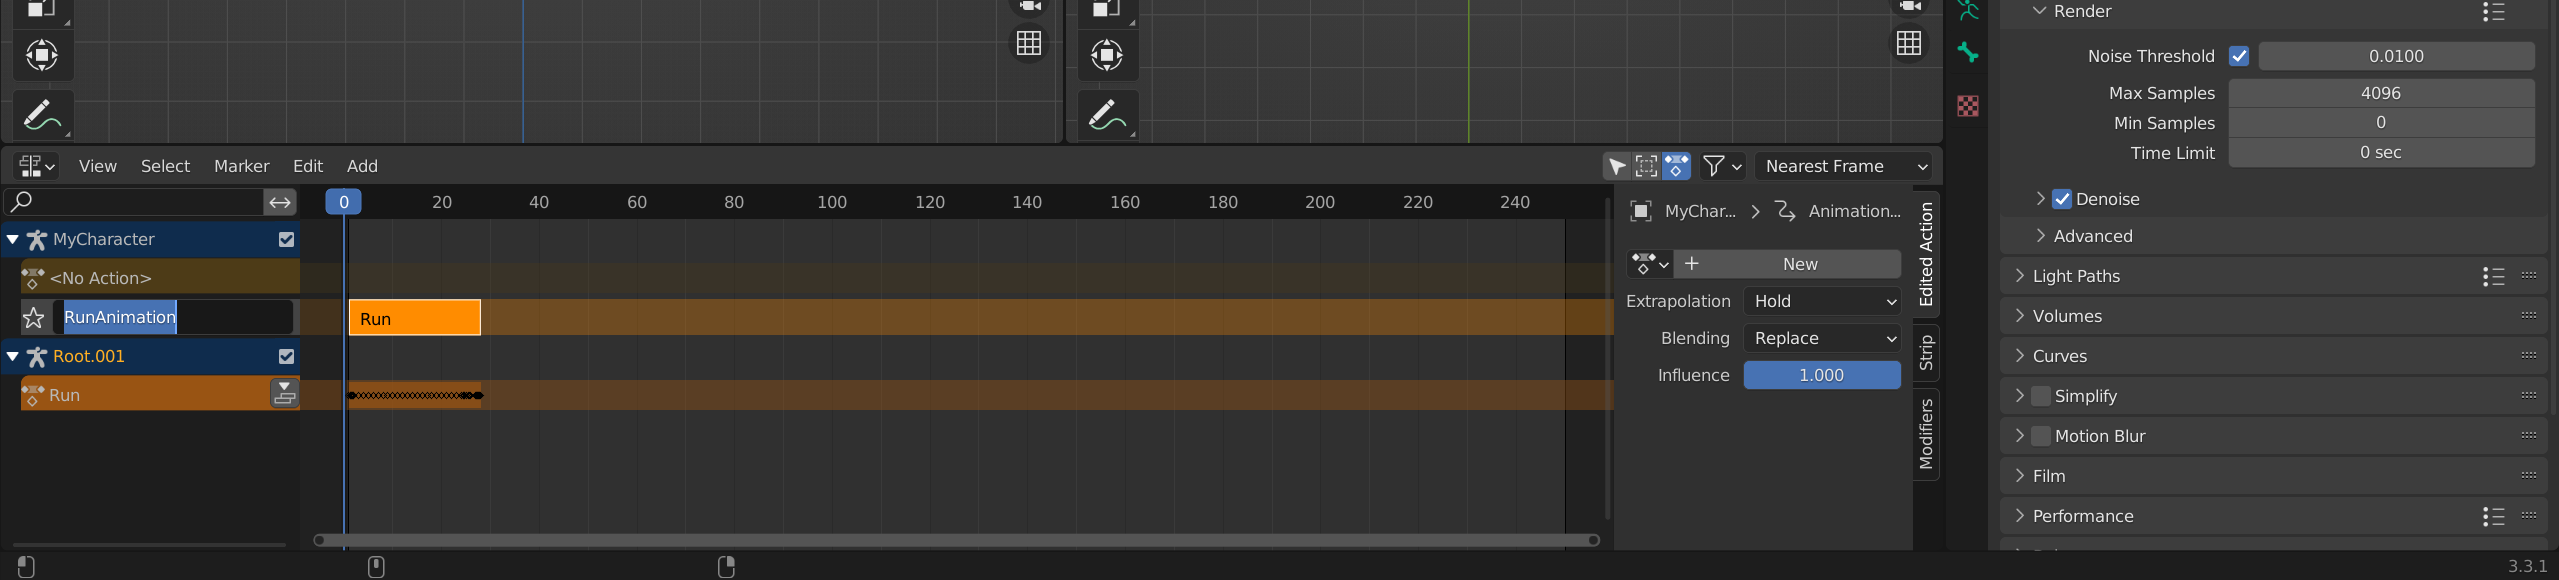 View Select Marker Edit Add Nearest Frame
0 20 40 60 80 100 120 140 160 180 200 220 240
MyCharacter
<No Action>
RunAnimation
Run
Root.001
Run
MyChar... Animation...
New
Extrapolation Hold
Blending Replace
Influence 1.000
Edited Action
Strip
Modifiers
Render
Noise Threshold 0.0100
Max Samples 4096
Min Samples 0
Time Limit 0 sec
Denoise
Advanced
Light Paths
Volumes
Curves
Simplify
Motion Blur
Film
Performance
3.3.1